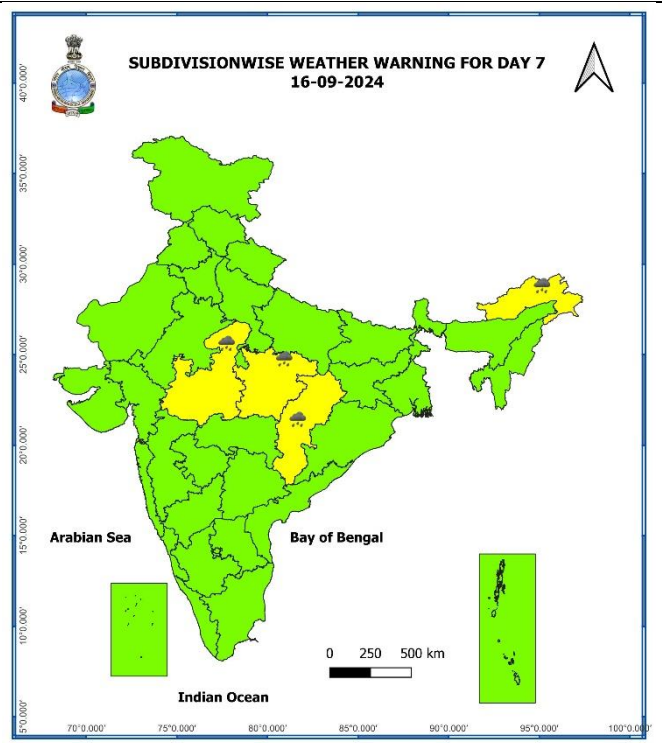 SUBDIVISIONWISE WEATHER WARNING FOR DAY 7
16-09-2024
40°0.000'
35°0.000'
30°0.000'
25°0.000'
20°0.000'
15°0.000'
10°0.000'
5°0.000'
Arabian Sea
Bay of Bengal
0 250 500 km
Indian Ocean
70°0.000' 75°0.000' 80°0.000' 85°0.000' 90°0.000' 95°0.000' 100°0.000'